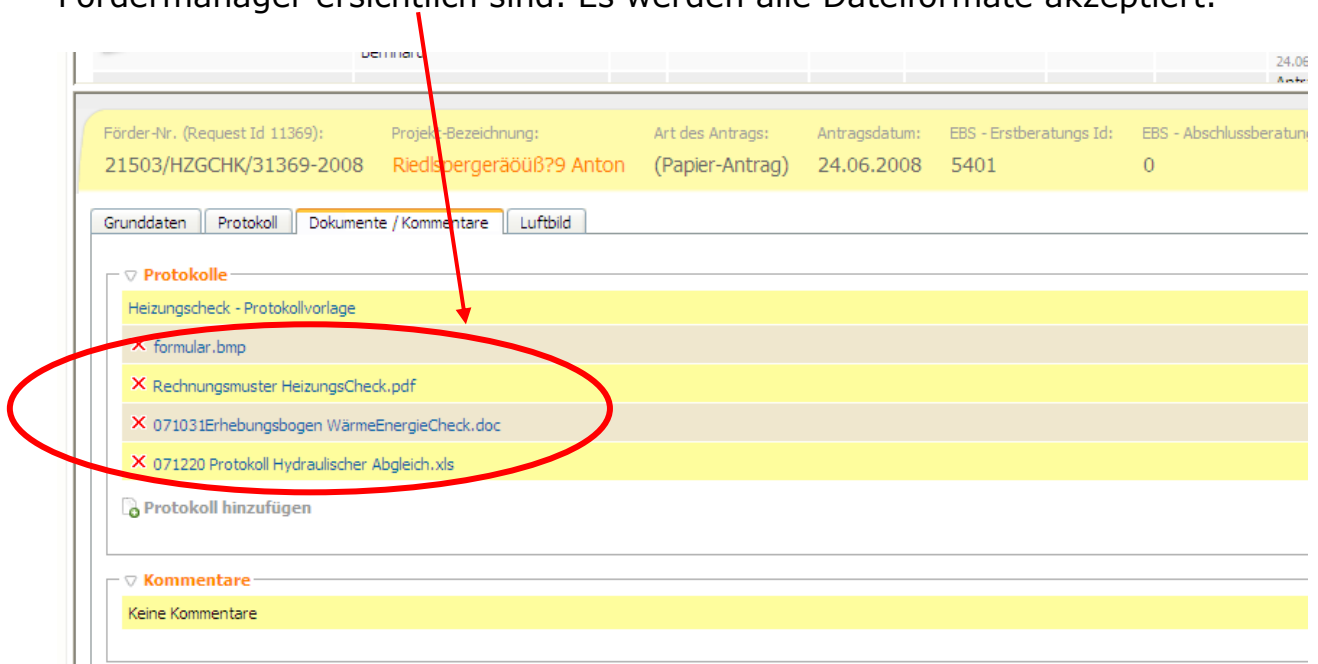 Fördermanager ersichtlich sind. Es werden alle Dateiformate akzeptiert.
Bernhard
24.06
Antr
Förder-Nr. (Request Id 11369): Projekt-Bezeichnung: Art des Antrags: Antragsdatum: EBS - Erstberatungs Id: EBS - Abschlussberatung
21503/HZGCHK/31369-2008 Riedlspergeräöüß?9 Anton (Papier-Antrag) 24.06.2008 5401 0
Grunddaten Protokoll Dokumente / Kommentare Luftbild
Protokolle
Heizungscheck - Protokollvorlage
formular.bmp
Rechnungsmuster HeizungsCheck.pdf
071031Erhebungsbogen WärmeEnergieCheck.doc
071220 Protokoll Hydraulischer Abgleich.xls
Protokoll hinzufügen
Kommentare
Keine Kommentare